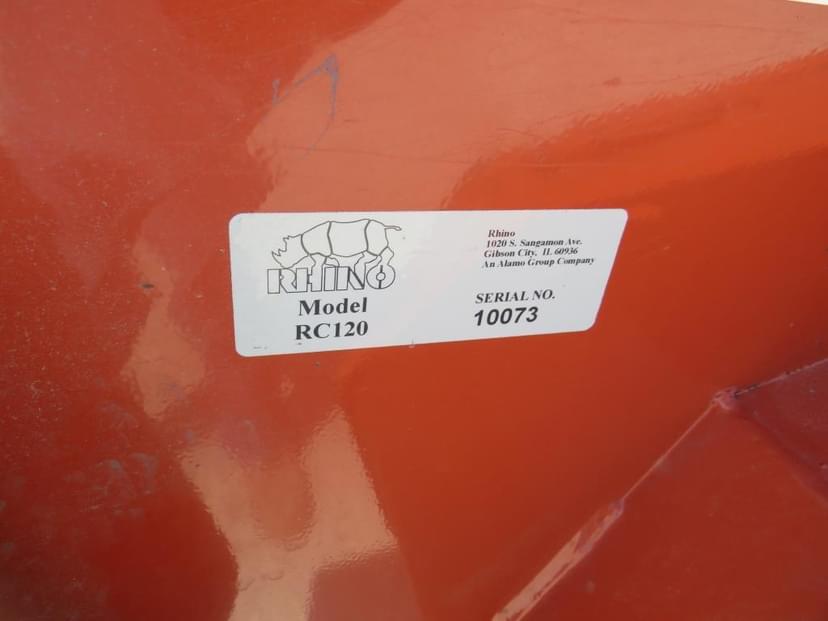 RHINO
Model
RC120
Rhino
1020 S. Sangamon Ave.
Gibson City, IL 60936
An Alamo Group Company
SERIAL NO.
10073